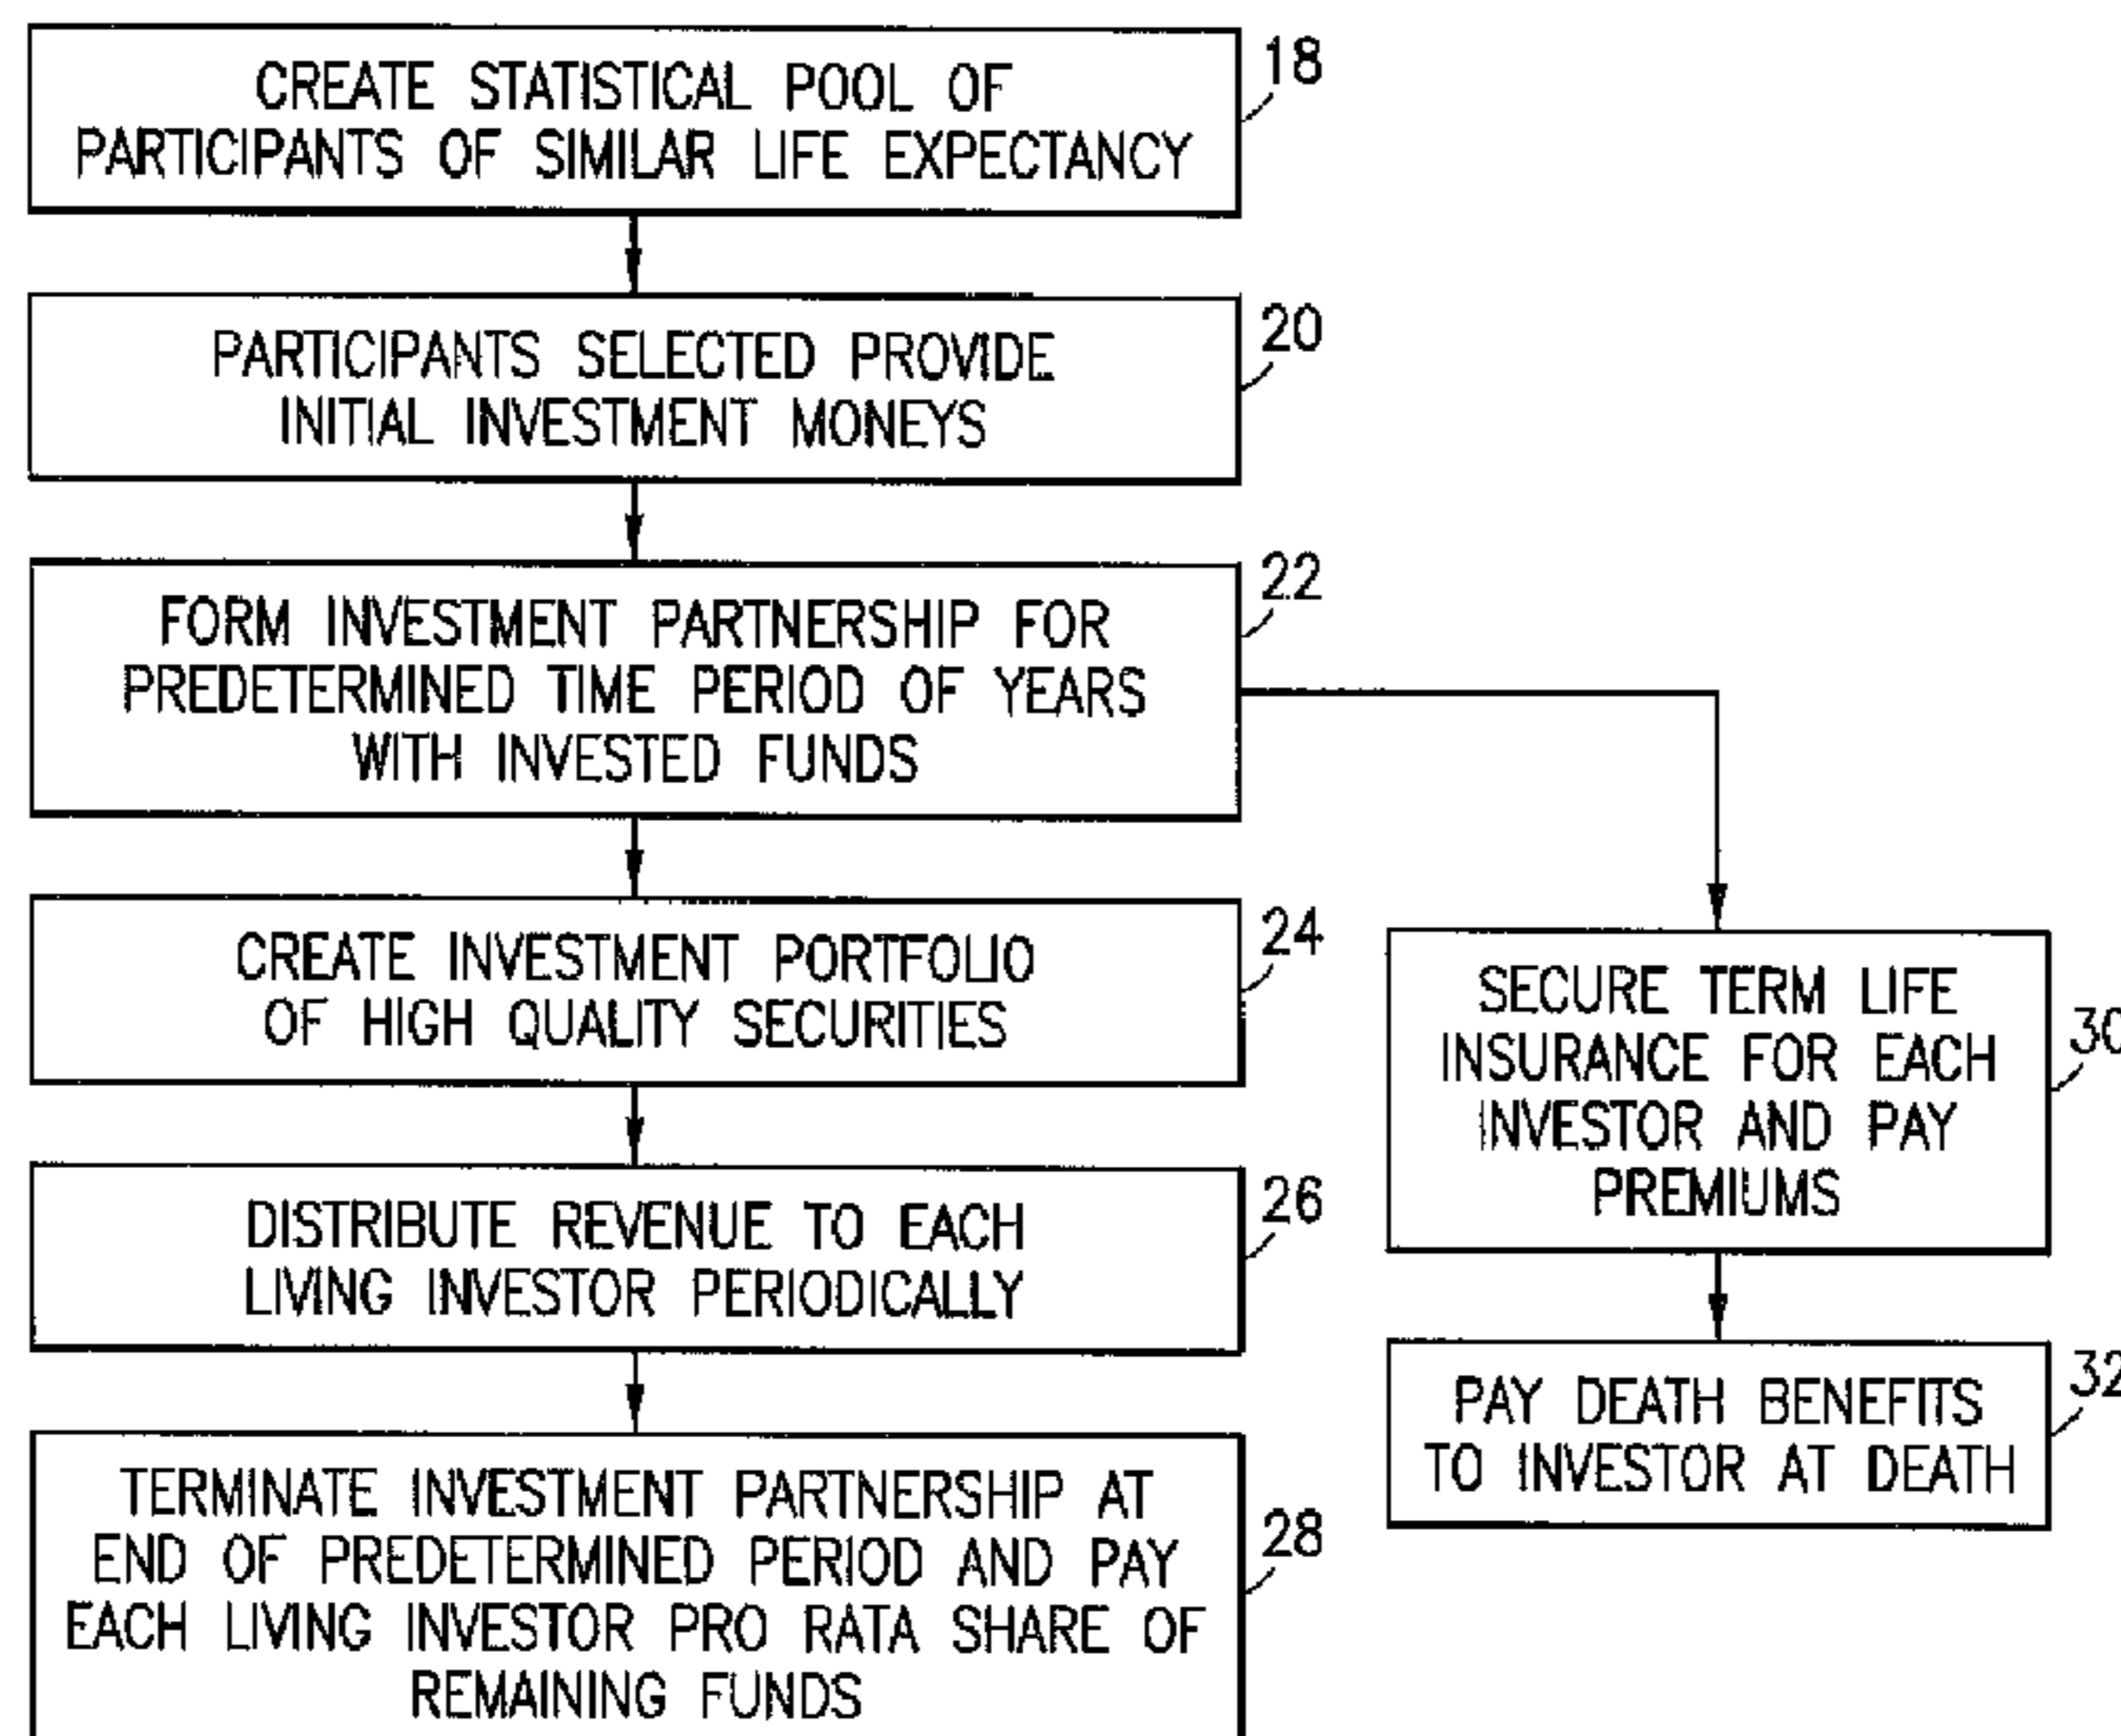 CREATE STATISTICAL POOL OF
PARTICIPANTS OF SIMILAR LIFE EXPECTANCY
18
PARTICIPANTS SELECTED PROVIDE
INITIAL INVESTMENT MONEYS
20
FORM INVESTMENT PARTNERSHIP FOR
PREDETERMINED TIME PERIOD OF YEARS
WITH INVESTED FUNDS
22
CREATE INVESTMENT PORTFOLIO
OF HIGH QUALITY SECURITIES
24
DISTRIBUTE REVENUE TO EACH
LIVING INVESTOR PERIODICALLY
26
TERMINATE INVESTMENT PARTNERSHIP AT
END OF PREDETERMINED PERIOD AND PAY
EACH LIVING INVESTOR PRO RATA SHARE OF
REMAINING FUNDS
28
SECURE TERM LIFE
INSURANCE FOR EACH
INVESTOR AND PAY
PREMIUMS
30
PAY DEATH BENEFITS
TO INVESTOR AT DEATH
32